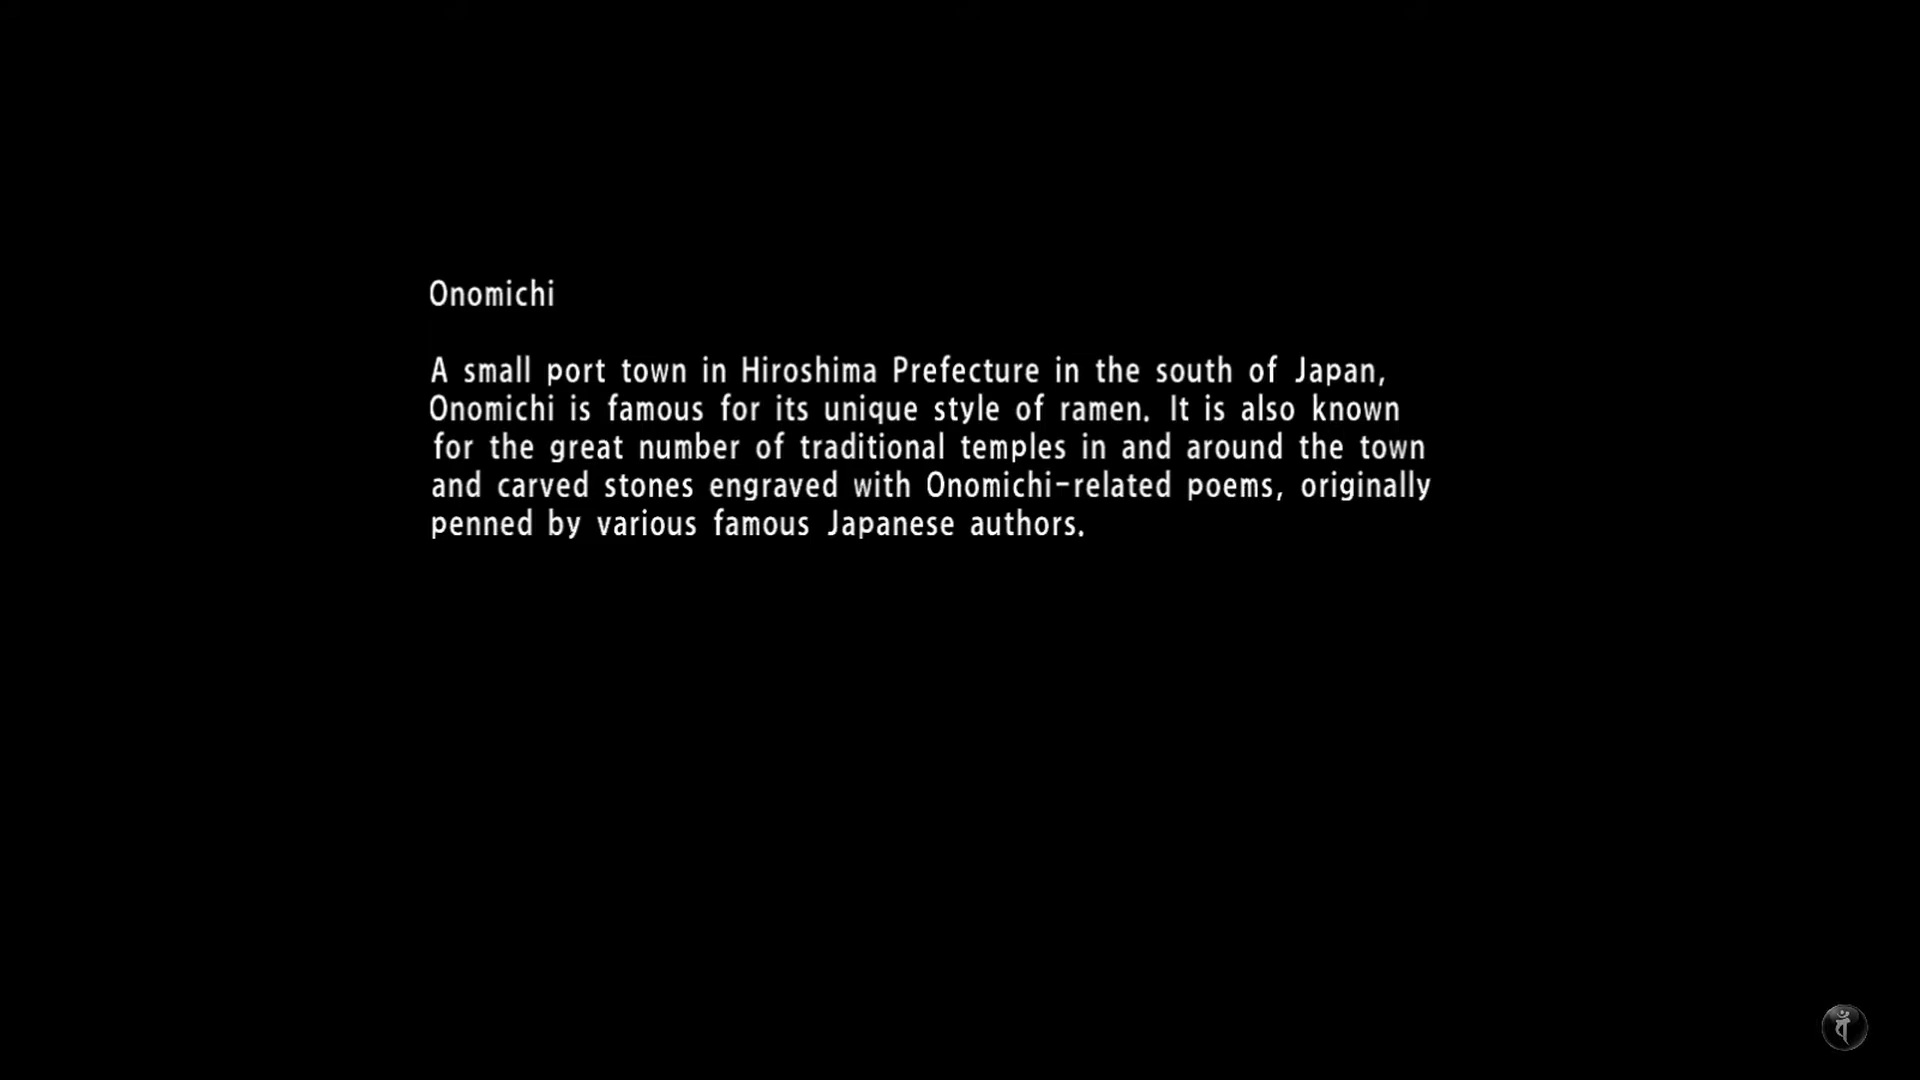 Onomichi
A small port town in Hiroshima Prefecture in the south of Japan,
Onomichi is famous for its unique style of ramen. It is also known
for the great number of traditional temples in and around the town
and carved stones engraved with Onomichi-related poems, originally
penned by various famous Japanese authors.